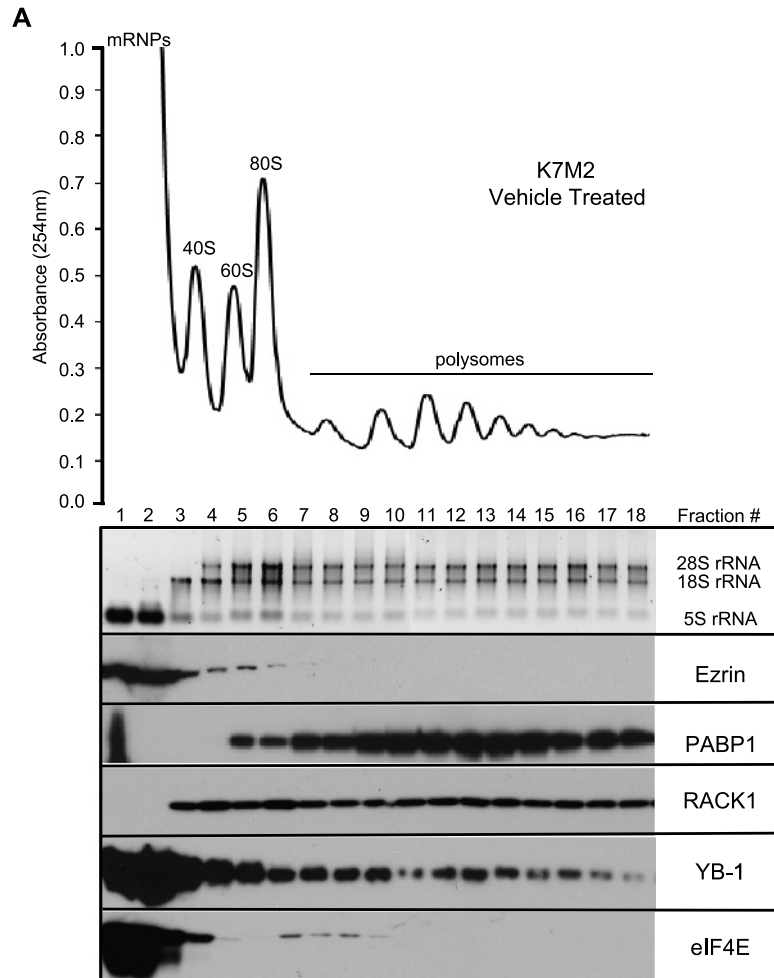 A
mRNPs
1.0
0.9
0.8
0.7
0.6
0.5
0.4
0.3
0.2
0.1
0.0
Absorbance (254nm)
40S
60S
80S
K7M2
Vehicle Treated
polysomes
1 2 3 4 5 6 7 8 9 10 11 12 13 14 15 16 17 18 Fraction #
28S rRNA
18S rRNA
5S rRNA
Ezrin
PABP1
RACK1
YB-1
eIF4E